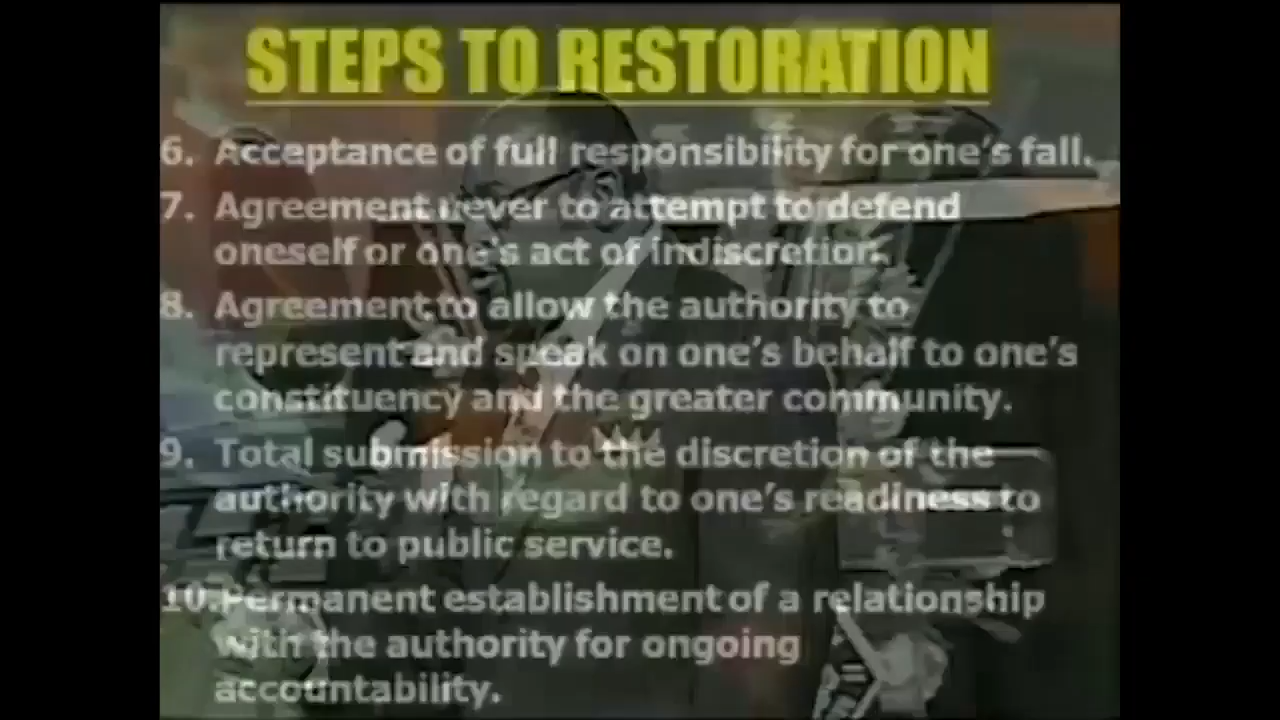 STEPS TO RESTORATION
6. Acceptance of full responsibility for one's fall.
7. Agreement never to attempt to defend
oneself or one's act of indiscretion.
8. Agreement to allow the authority to
represent and speak on one's behalf to one's
constituency and the greater community.
9. Total submission to the discretion of the
authority with regard to one's readiness to
return to public service.
10. Permanent establishment of a relationship
with the authority for ongoing
accountability.